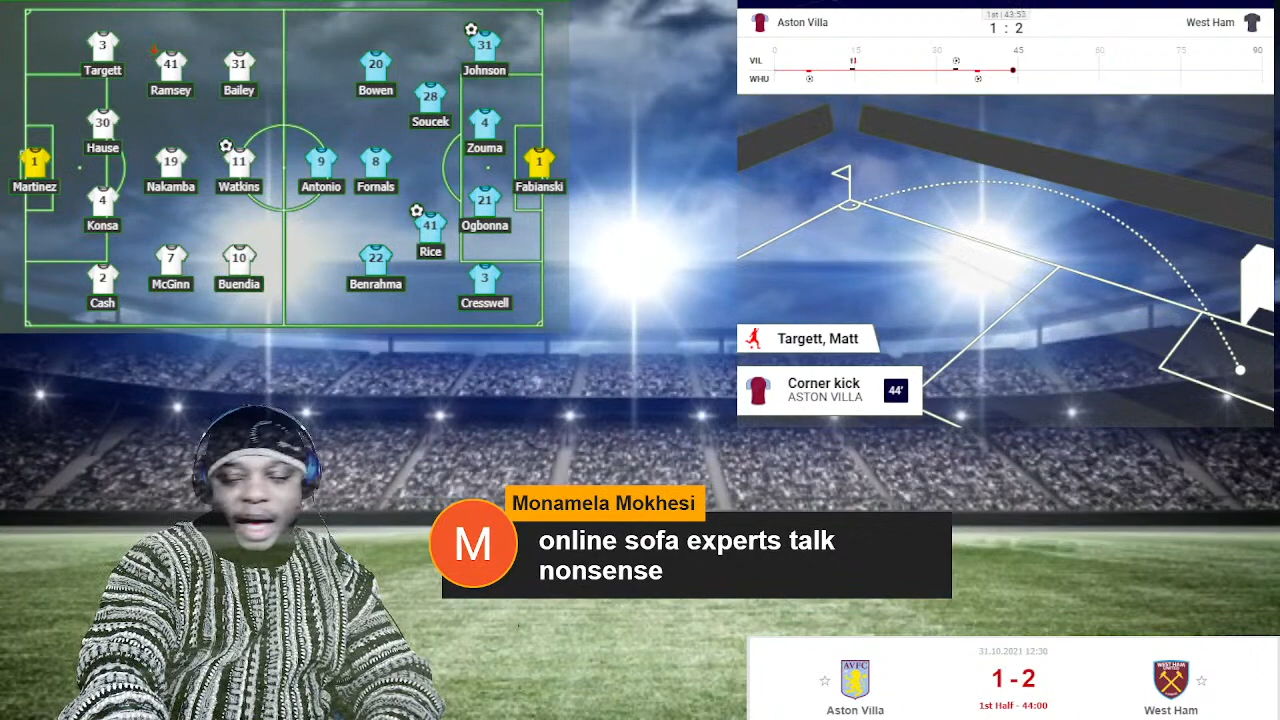 3
Targett
41
Ramsey
31
Bailey
20
Bowen
31
Johnson
28
Soucek
30
Hause
4
Zouma
1
Martinez
19
Nakamba
11
Watkins
9
Antonio
8
Fornals
1
Fabianski
4
Konsa
41
Rice
21
Ogbonna
2
Cash
7
McGinn
10
Buendia
22
Benrahma
3
Cresswell
Aston Villa
1st | 43:53
1 : 2
West Ham
0 15 30 45 60 75 90
VIL
WHU
Targett, Matt
Corner kick
ASTON VILLA
44'
Monamela Mokhesi
M
online sofa experts talk
nonsense
31.10.2021 12:30
AVFC
1 - 2
WEST HAM
UNITED
1st Half - 44:00
Aston Villa
West Ham